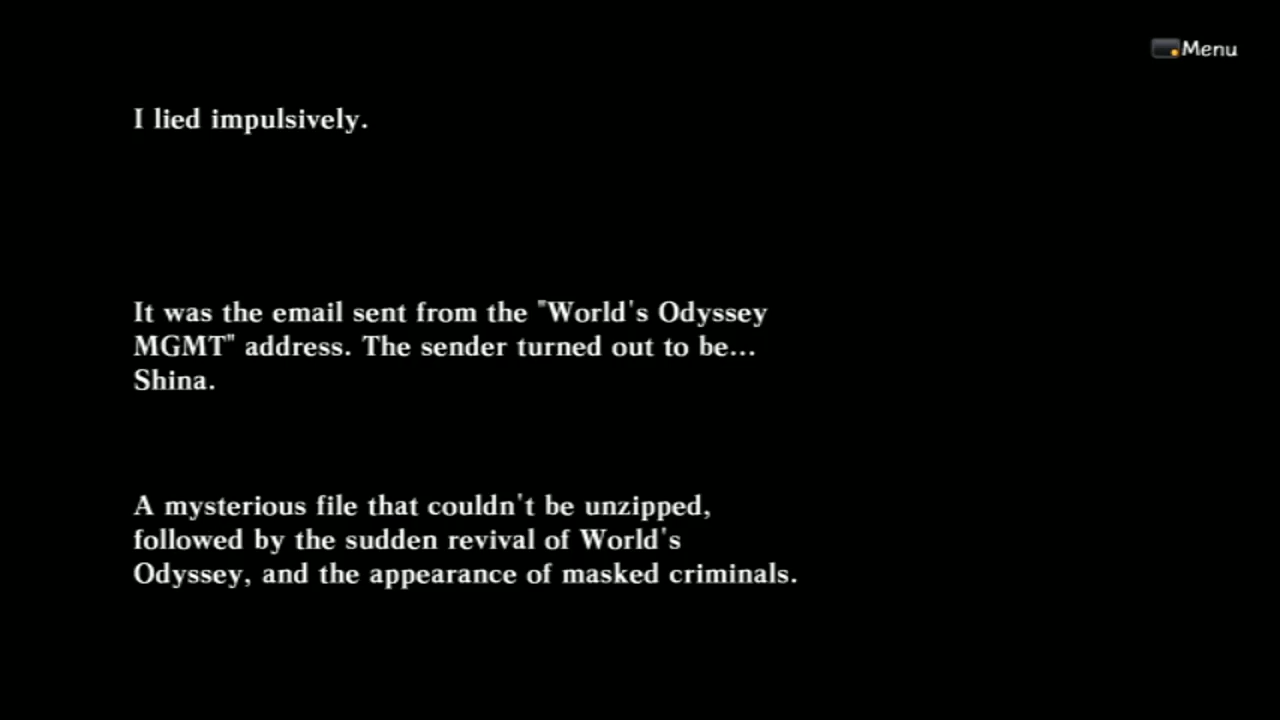 Menu
I lied impulsively.
It was the email sent from the "World's Odyssey
MGMT" address. The sender turned out to be...
Shina.
A mysterious file that couldn't be unzipped,
followed by the sudden revival of World's
Odyssey, and the appearance of masked criminals.